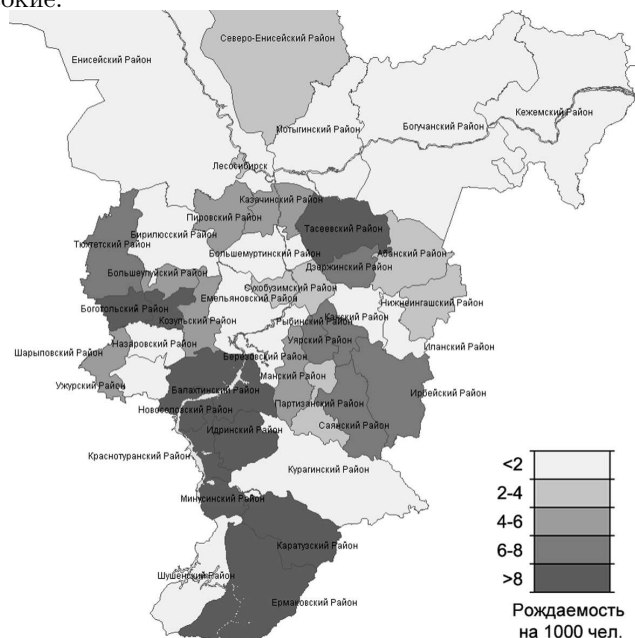 окие.
Северо-Енисейский Район
Енисейский Район
Кежемский Район
Мотыгинский Район
Богучанский Район
Лесосибирск
Казачинский Район
Пировский Район
Тасеевский Район
Бирилюсский Район
Тюхтетский Район
Большемуртинский Район
Абанский Район
Дзержинский Район
Большеулуйский Район
Сухобузимский Район
Емельяновский Район
Нижнеингашский Район
Боготольский Район
Козульский Район
Рыбинский Район
Канский Район
Уярский Район
Назаровский Район
Иланский Район
Шарыповский Район
Березовский Район
Ужурский Район
Манский Район
Балахтинский Район
Ирбейский Район
Партизанский Район
Новоселовский Район
Саянский Район
Идринский Район
Краснотуранский Район
Курагинский Район
<2
2-4
Минусинский Район
4-6
Каратузский Район
6-8
Шушенский Район
>8
Ермаковский Район
Рождаемость
на 1000 чел.